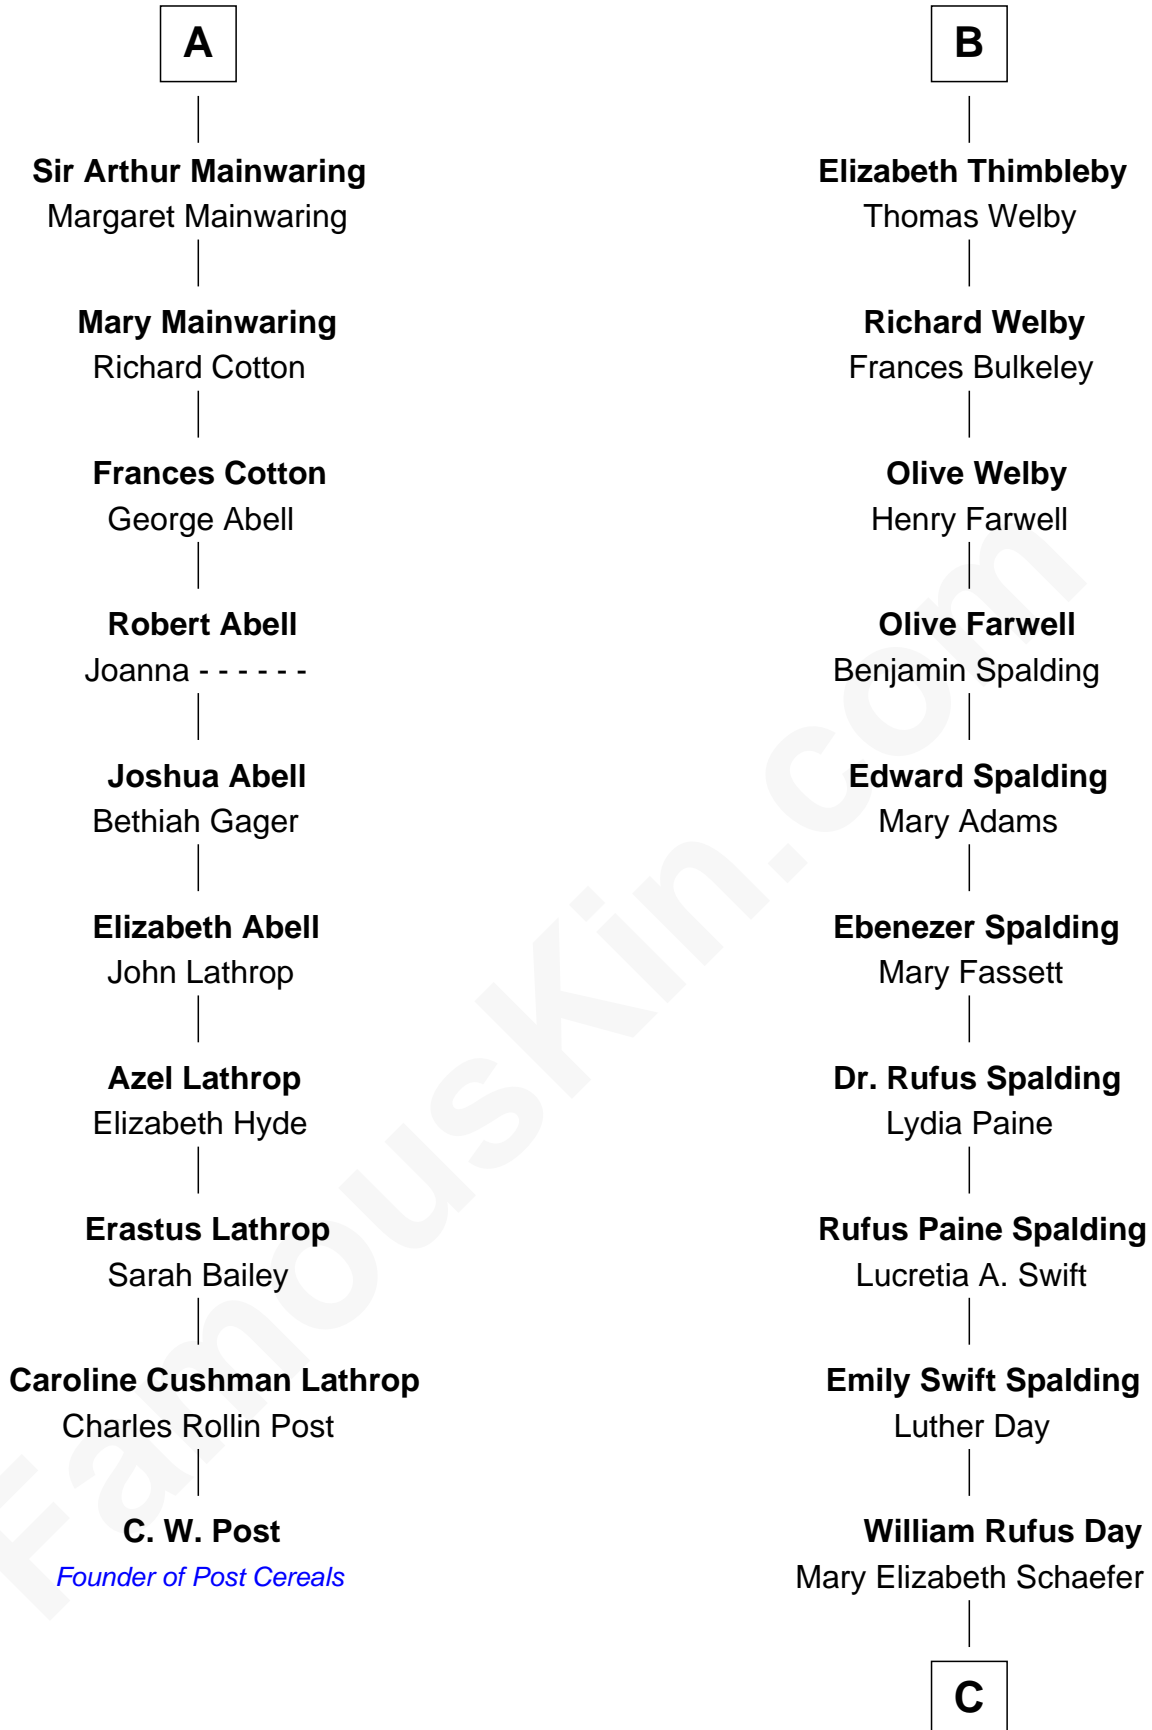 A
Sir Arthur Mainwaring
Margaret Mainwaring
Mary Mainwaring
Richard Cotton
Frances Cotton
George Abell
Robert Abell
Joanna - - - - - -
Joshua Abell
Bethiah Gager
Elizabeth Abell
John Lathrop
Azel Lathrop
Elizabeth Hyde
Erastus Lathrop
Sarah Bailey
Caroline Cushman Lathrop
Charles Rollin Post
C. W. Post
Founder of Post Cereals
B
Elizabeth Thimbleby
Thomas Welby
Richard Welby
Frances Bulkeley
Olive Welby
Henry Farwell
Olive Farwell
Benjamin Spalding
Edward Spalding
Mary Adams
Ebenezer Spalding
Mary Fassett
Dr. Rufus Spalding
Lydia Paine
Rufus Paine Spalding
Lucretia A. Swift
Emily Swift Spalding
Luther Day
William Rufus Day
Mary Elizabeth Schaefer
C
FamousKin.com